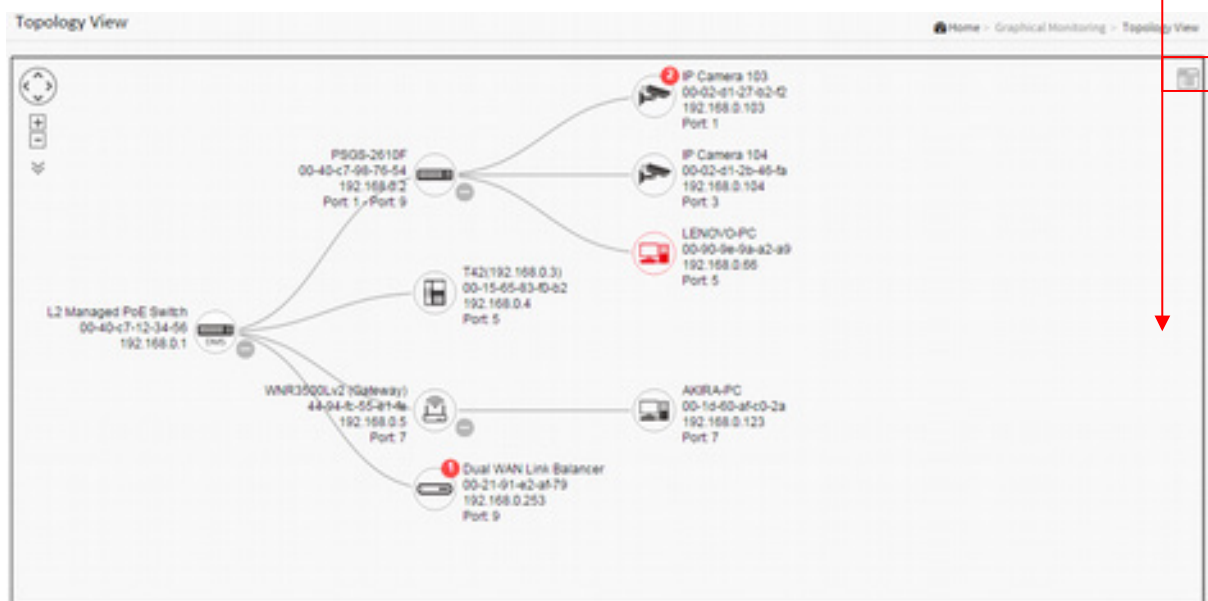 Topology View
Home > Graphical Monitoring > Topology View
2
IP Camera 103
00-02-d1-27-b2-f2
192.168.0.103
Port: 1
PSGS-2610F
00-40-c7-98-76-54
192.168.0.2
Port: 1 - Port: 9
IP Camera 104
00-02-d1-2b-46-fa
192.168.0.104
Port: 3
LENOVO-PC
00-90-9e-9a-a2-a9
192.168.0.66
Port: 5
T42(192.168.0.3)
00-15-65-83-f0-b2
192.168.0.4
Port: 5
L2 Managed PoE Switch
00-40-c7-12-34-56
192.168.0.1
DMS
WNR3500Lv2 (Gateway)
192.168.0.5
Port: 7
AKIRA-PC
00-1d-60-af-c0-2a
192.168.0.123
Port: 7
1
Dual WAN Link Balancer
00-21-91-e2-af-79
192.168.0.253
Port: 9